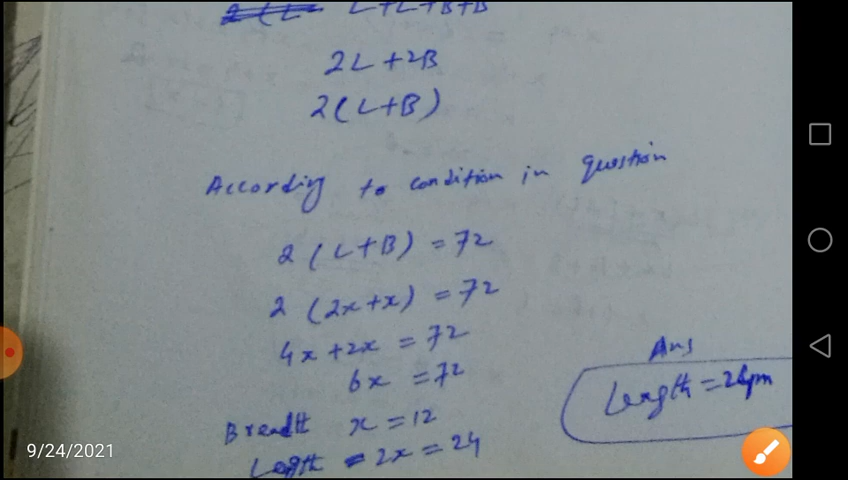 L+L+B+B
2L+2B
2(L+B)
According to condition in question
2(L+B) = 72
2(2x+x) = 72
4x+2x = 72
6x = 72
Breadth x = 12
Length = 2x = 24
Ans
Length = 24m
9/24/2021